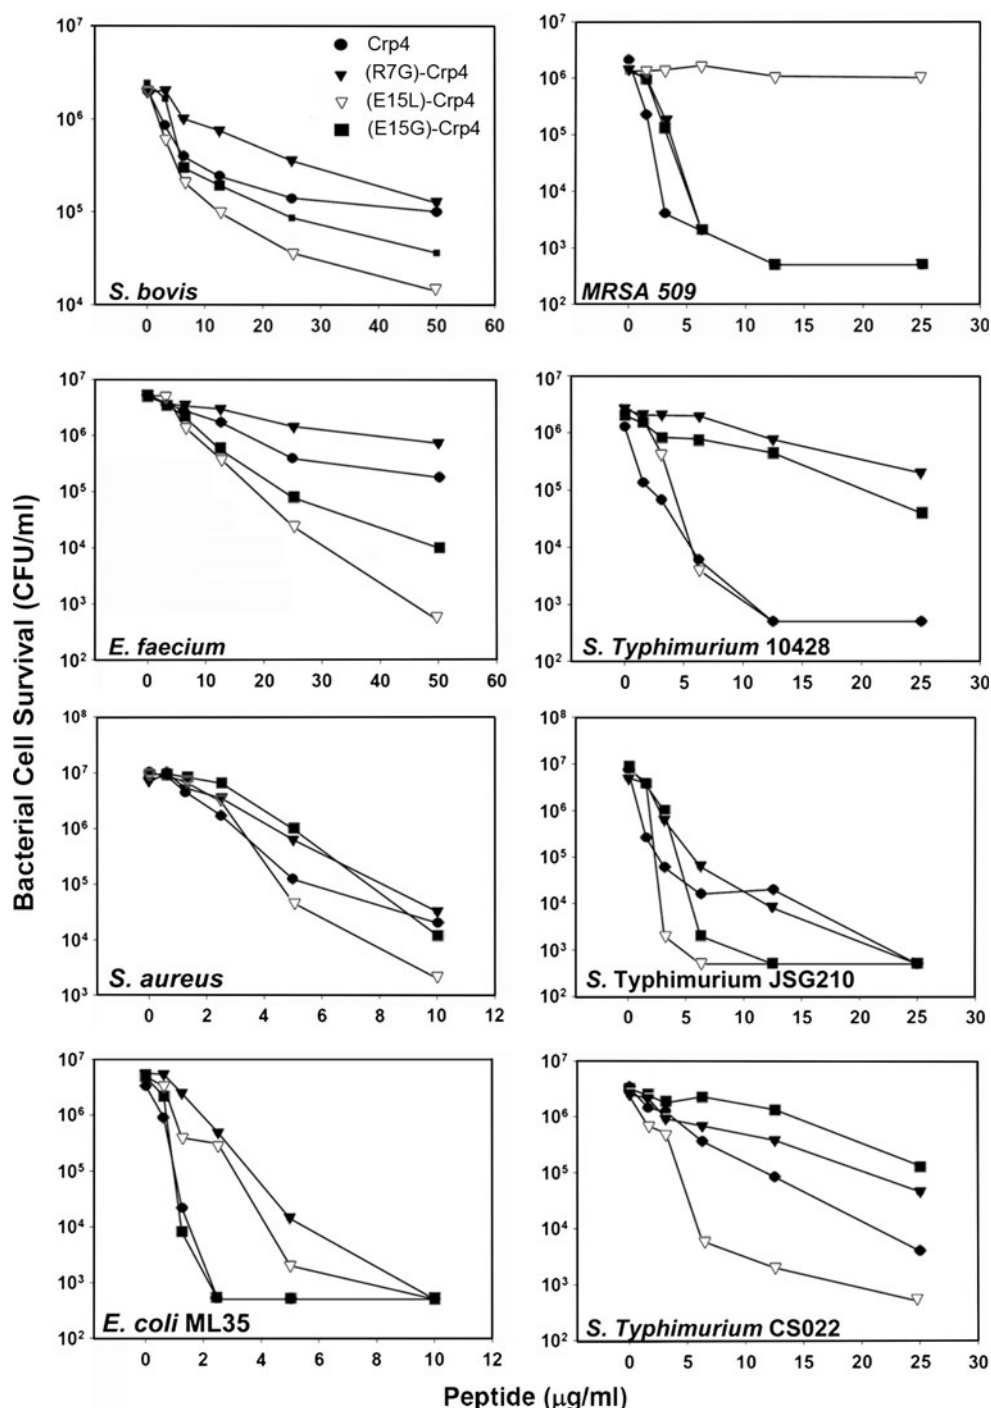 Bacterial Cell Survival (CFU/ml)
10⁷
10⁶
10⁵
10⁴
Crp4
(R7G)-Crp4
(E15L)-Crp4
(E15G)-Crp4
S. bovis
0 10 20 30 40 50 60
10⁷
10⁶
10⁵
10⁴
10³
10²
MRSA 509
0 5 10 15 20 25 30
10⁷
10⁶
10⁵
10⁴
10³
10²
E. faecium
0 10 20 30 40 50 60
10⁷
10⁶
10⁵
10⁴
10³
10²
S. Typhimurium 10428
0 5 10 15 20 25 30
10⁸
10⁷
10⁶
10⁵
10⁴
10³
S. aureus
0 2 4 6 8 10 12
10⁸
10⁷
10⁶
10⁵
10⁴
10³
10²
S. Typhimurium JSG210
0 5 10 15 20 25 30
10⁷
10⁶
10⁵
10⁴
10³
10²
E. coli ML35
0 2 4 6 8 10 12
10⁷
10⁶
10⁵
10⁴
10³
10²
S. Typhimurium CS022
0 5 10 15 20 25 30
Peptide (μg/ml)